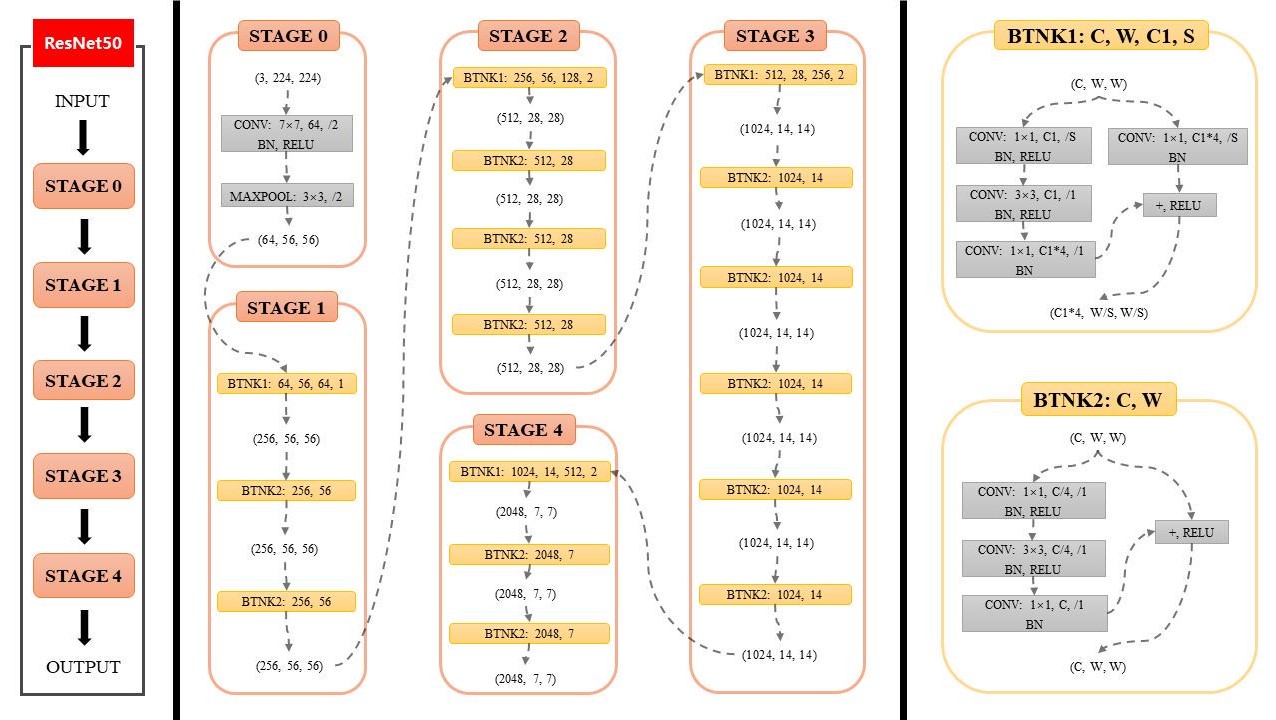 ResNet50
INPUT
STAGE 0
STAGE 1
STAGE 2
STAGE 3
STAGE 4
OUTPUT
STAGE 0
(3, 224, 224)
CONV: 7×7, 64, /2
BN, RELU
MAXPOOL: 3×3, /2
(64, 56, 56)
STAGE 1
BTNK1: 64, 56, 64, 1
(256, 56, 56)
BTNK2: 256, 56
(256, 56, 56)
BTNK2: 256, 56
(256, 56, 56)
STAGE 2
BTNK1: 256, 56, 128, 2
(512, 28, 28)
BTNK2: 512, 28
(512, 28, 28)
BTNK2: 512, 28
(512, 28, 28)
BTNK2: 512, 28
(512, 28, 28)
STAGE 3
BTNK1: 512, 28, 256, 2
(1024, 14, 14)
BTNK2: 1024, 14
(1024, 14, 14)
BTNK2: 1024, 14
(1024, 14, 14)
BTNK2: 1024, 14
(1024, 14, 14)
BTNK2: 1024, 14
(1024, 14, 14)
BTNK2: 1024, 14
(1024, 14, 14)
STAGE 4
BTNK1: 1024, 14, 512, 2
(2048, 7, 7)
BTNK2: 2048, 7
(2048, 7, 7)
BTNK2: 2048, 7
(2048, 7, 7)
BTNK1: C, W, C1, S
(C, W, W)
CONV: 1×1, C1, /S
BN, RELU
CONV: 3×3, C1, /1
BN, RELU
CONV: 1×1, C1*4, /1
BN
CONV: 1×1, C1*4, /S
BN
+, RELU
(C1*4, W/S, W/S)
BTNK2: C, W
(C, W, W)
CONV: 1×1, C/4, /1
BN, RELU
CONV: 3×3, C/4, /1
BN, RELU
CONV: 1×1, C, /1
BN
+, RELU
(C, W, W)